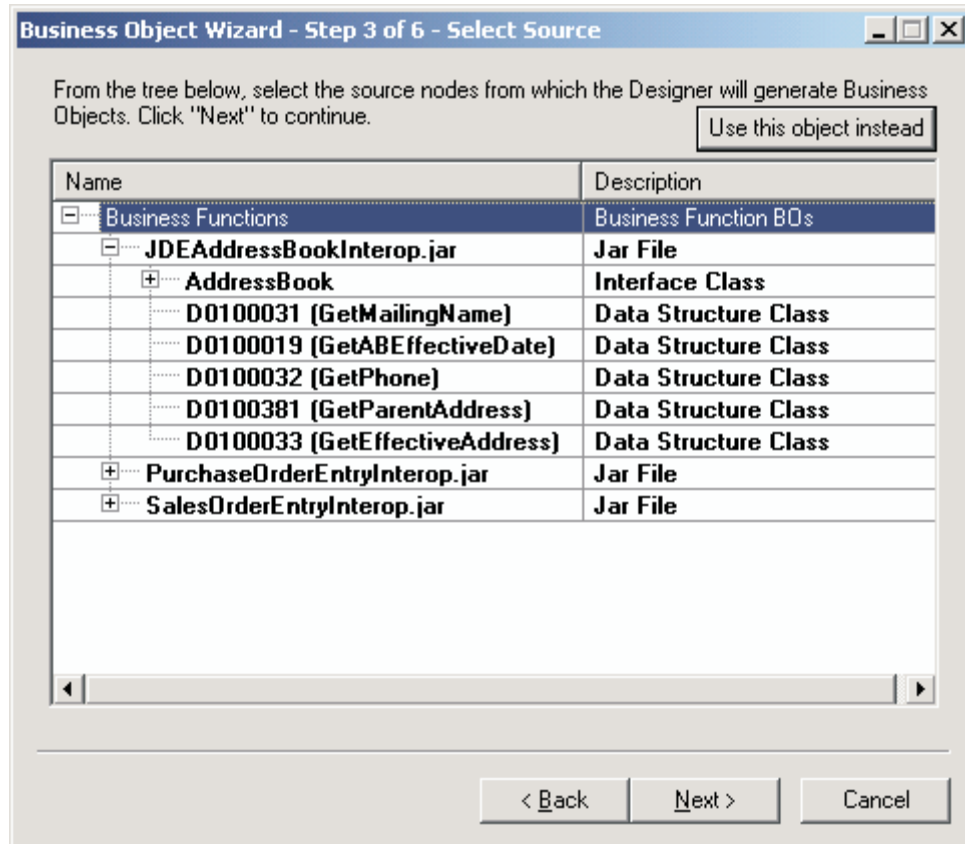 Business Object Wizard - Step 3 of 6 - Select Source
From the tree below, select the source nodes from which the Designer will generate Business
Objects. Click "Next" to continue.
Use this object instead
Name Description
Business Functions Business Function BOs
JDEAddressBookInterop.jar Jar File
AddressBook Interface Class
D0100031 (GetMailingName) Data Structure Class
D0100019 (GetABEffectiveDate) Data Structure Class
D0100032 (GetPhone) Data Structure Class
D0100381 (GetParentAddress) Data Structure Class
D0100033 (GetEffectiveAddress) Data Structure Class
PurchaseOrderEntryInterop.jar Jar File
SalesOrderEntryInterop.jar Jar File
< Back Next > Cancel